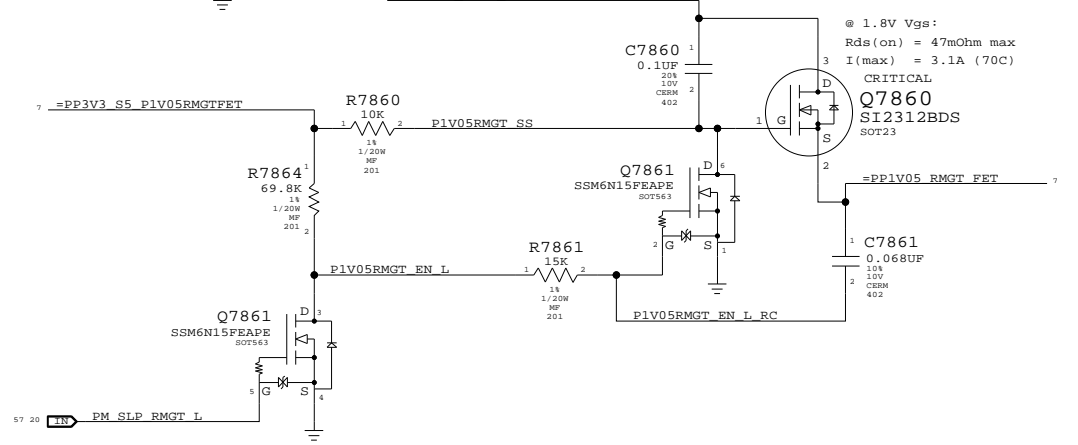 @ 1.8V Vgs:
Rds(on) = 47mOhm max
I(max) = 3.1A (70C)
CRITICAL
Q7860
SI2312BDS
SOT23
3
D
G
S
1
2
C7860
0.1UF
20%
10V
CERM
402
1
2
7
=PP3V3_S5_P1V05RMGTFET
R7860
10K
1
2
1%
1/20W
MF
201
P1V05RMGT_SS
R7864
69.8K
1%
1/20W
MF
201
1
2
Q7861
SSM6N15FEAPE
SOT563
D
6
2
G
S
1
=PP1V05_RMGT_FET
7
C7861
0.068UF
10%
10V
CERM
402
1
2
P1V05RMGT_EN_L
R7861
15K
1
2
1%
1/20W
MF
201
P1V05RMGT_EN_L_RC
Q7861
SSM6N15FEAPE
SOT563
D
3
5
G
S
4
57 20
IN
PM_SLP_RMGT_L